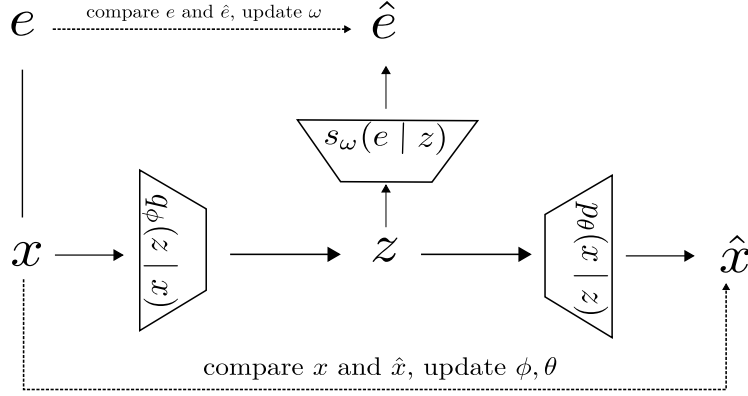 e
compare e and ê, update ω
ê
s_ω(e | z)
x
q_ϕ(z | x)
z
p_θ(x | z)
x̂
compare x and x̂, update ϕ, θ